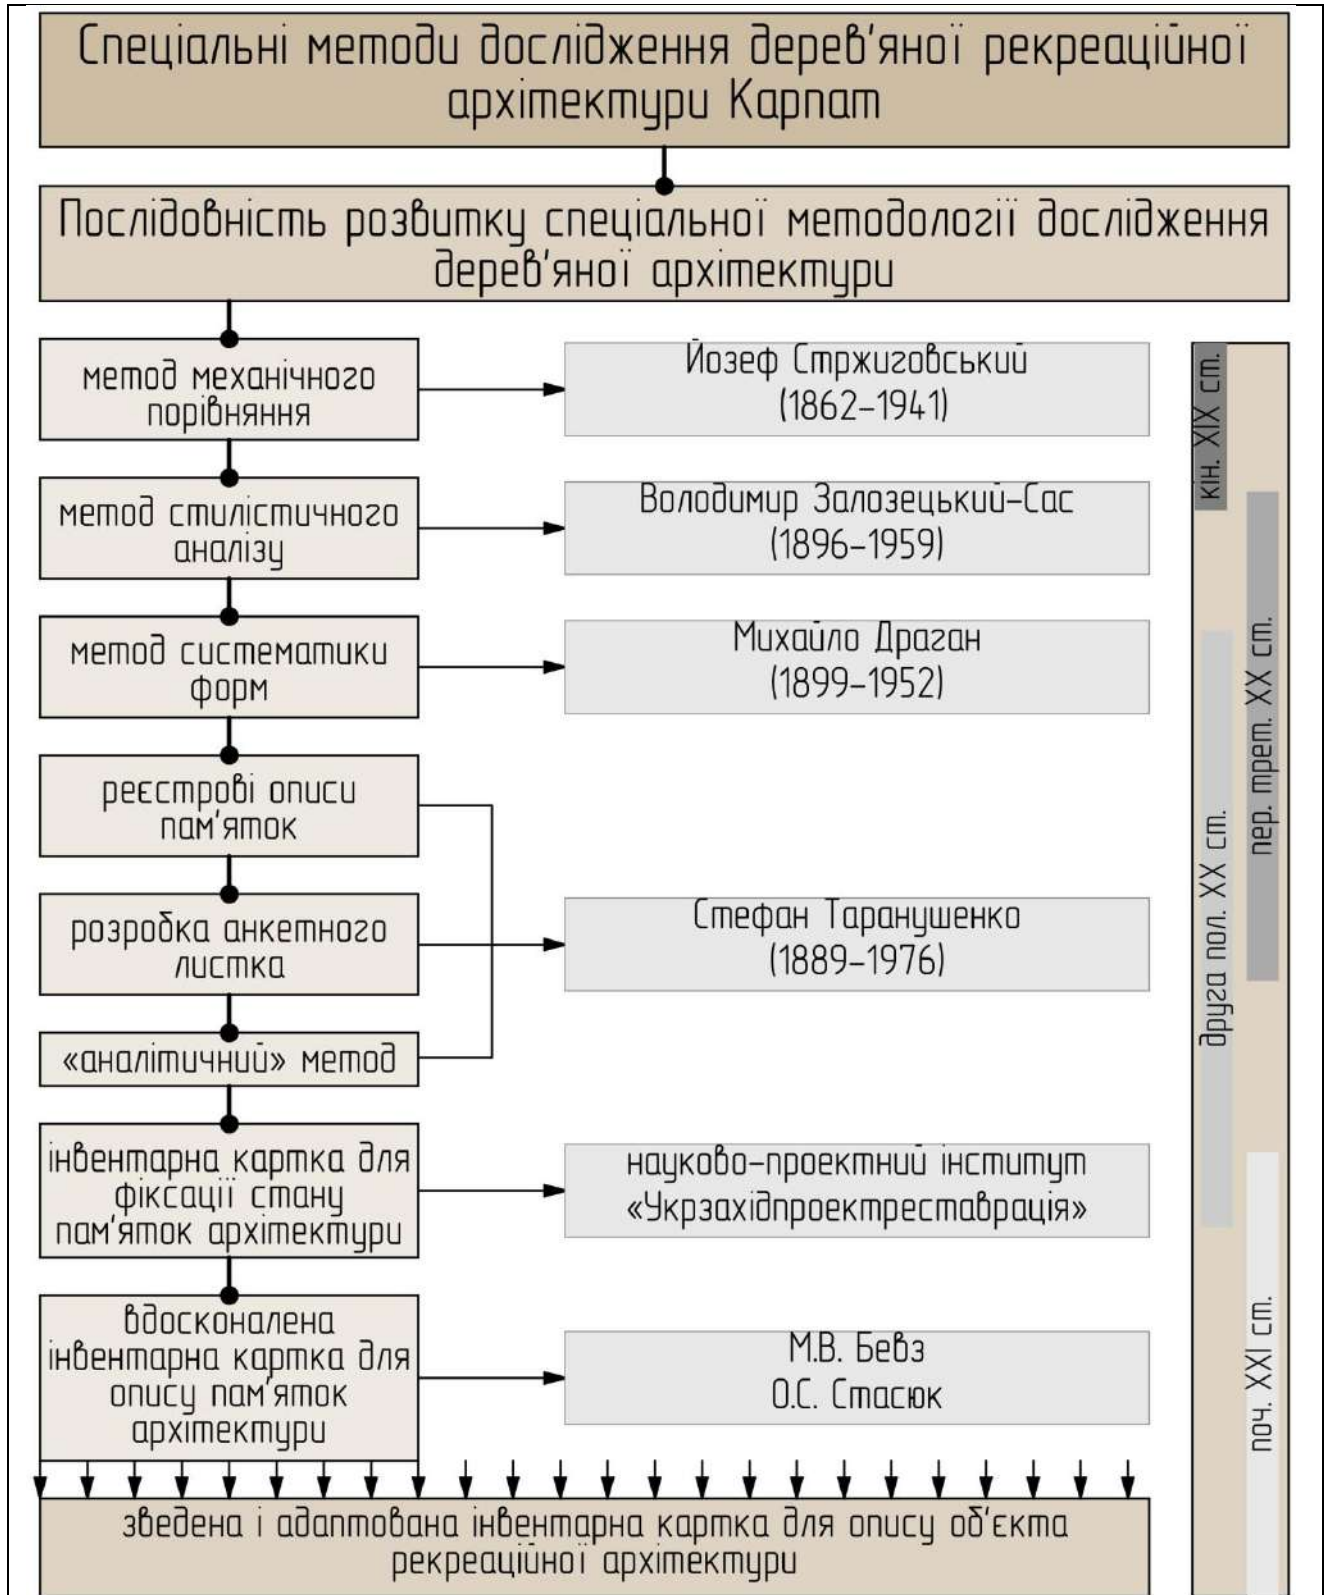 Спеціальні методи дослідження дерев'яної рекреаційної
архітектури Карпат
Послідовність розвитку спеціальної методології дослідження
дерев'яної архітектури
метод механічного
порівняння
Йозеф Стржиговський
(1862–1941)
метод стилістичного
аналізу
Володимир Залозецький-Сас
(1896–1959)
метод систематики
форм
Михайло Драган
(1899–1952)
реєстрові описи
пам'яток
розробка анкетного
листка
Стефан Таранушенко
(1889–1976)
«аналітичний» метод
інвентарна картка для
фіксації стану
пам'яток архітектури
науково-проектний інститут
«Укрзахідпроектреставрація»
вдосконалена
інвентарна картка для
опису пам'яток
архітектури
М.В. Бевз
О.С. Стасюк
зведена і адаптована інвентарна картка для опису об'єкта
рекреаційної архітектури
кін. XIX ст.
пер. трет. XX ст.
друга пол. XX ст.
поч. XXI ст.